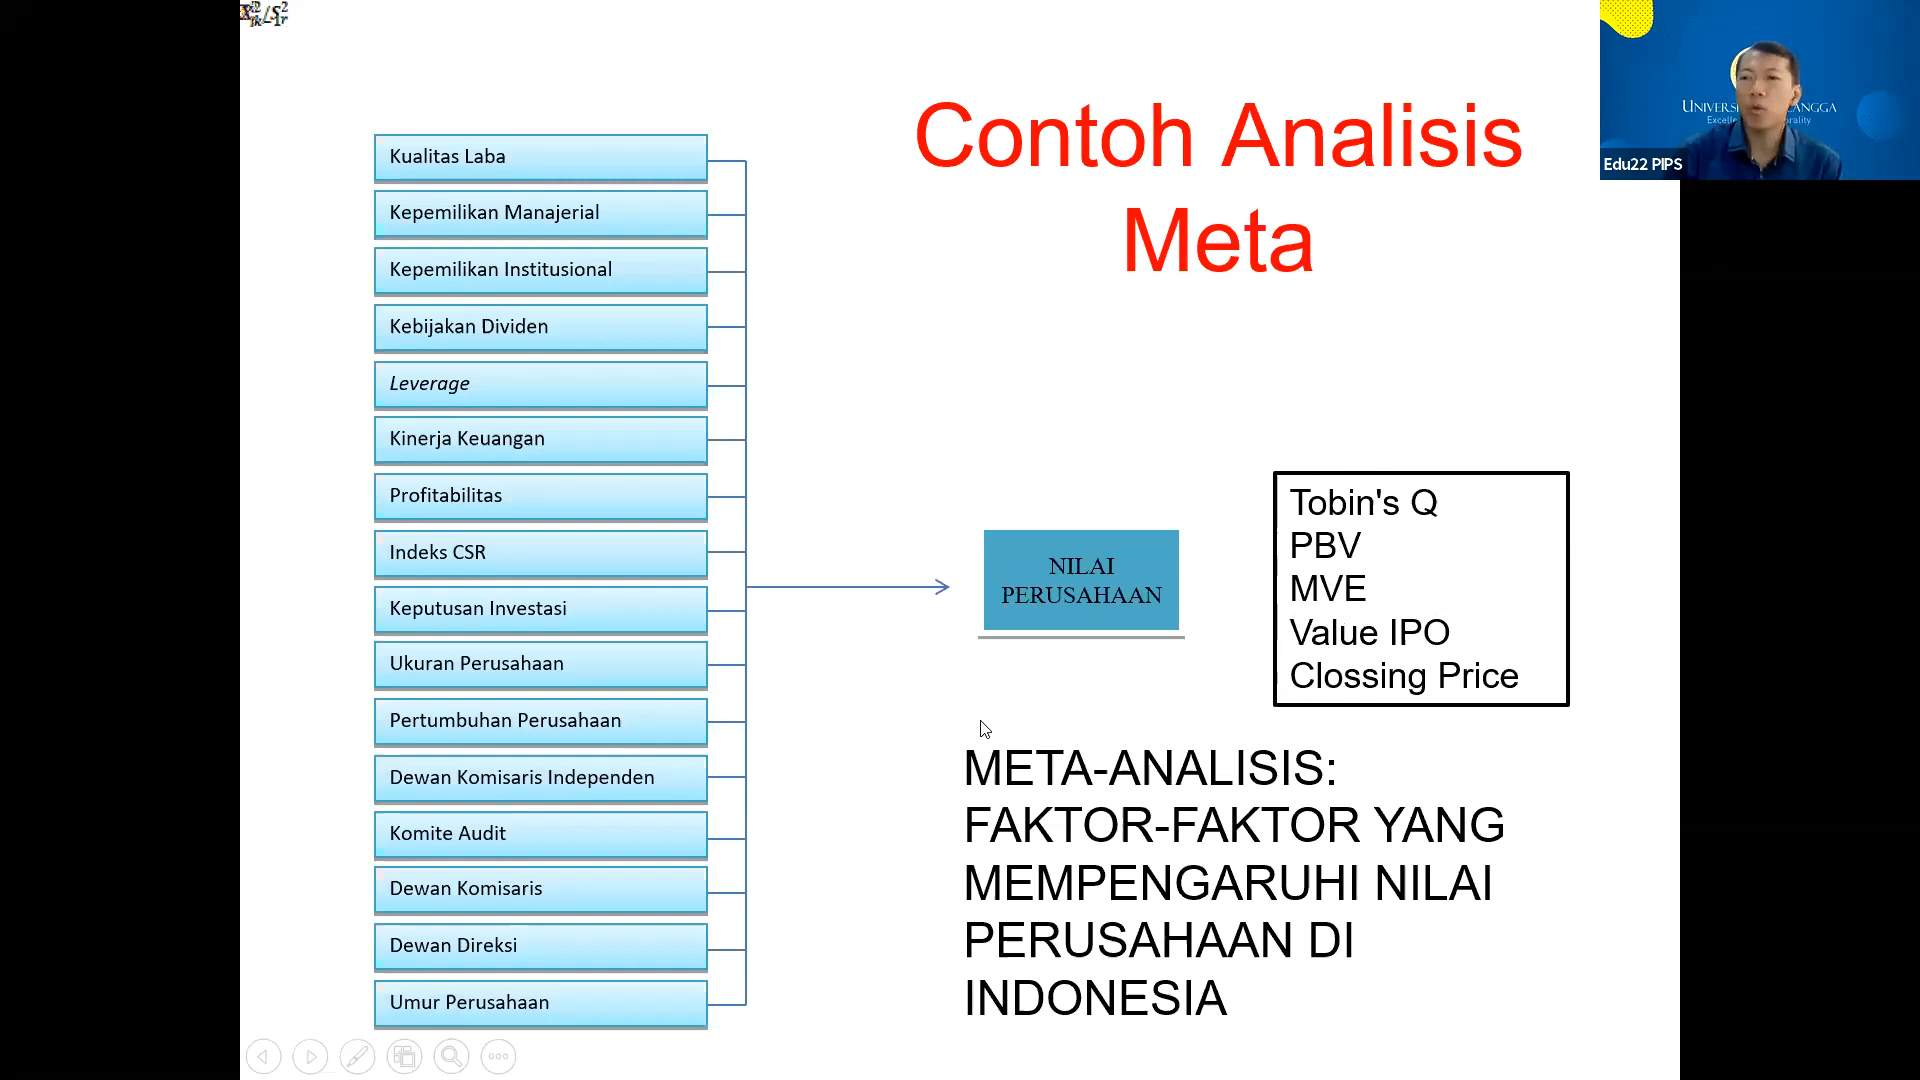 Contoh Analisis
Meta
Kualitas Laba
Kepemilikan Manajerial
Kepemilikan Institusional
Kebijakan Dividen
Leverage
Kinerja Keuangan
Profitabilitas
Indeks CSR
Keputusan Investasi
Ukuran Perusahaan
Pertumbuhan Perusahaan
Dewan Komisaris Independen
Komite Audit
Dewan Komisaris
Dewan Direksi
Umur Perusahaan
NILAI
PERUSAHAAN
Tobin's Q
PBV
MVE
Value IPO
Clossing Price
META-ANALISIS:
FAKTOR-FAKTOR YANG
MEMPENGARUHI NILAI
PERUSAHAAN DI
INDONESIA
Edu22 PIPS